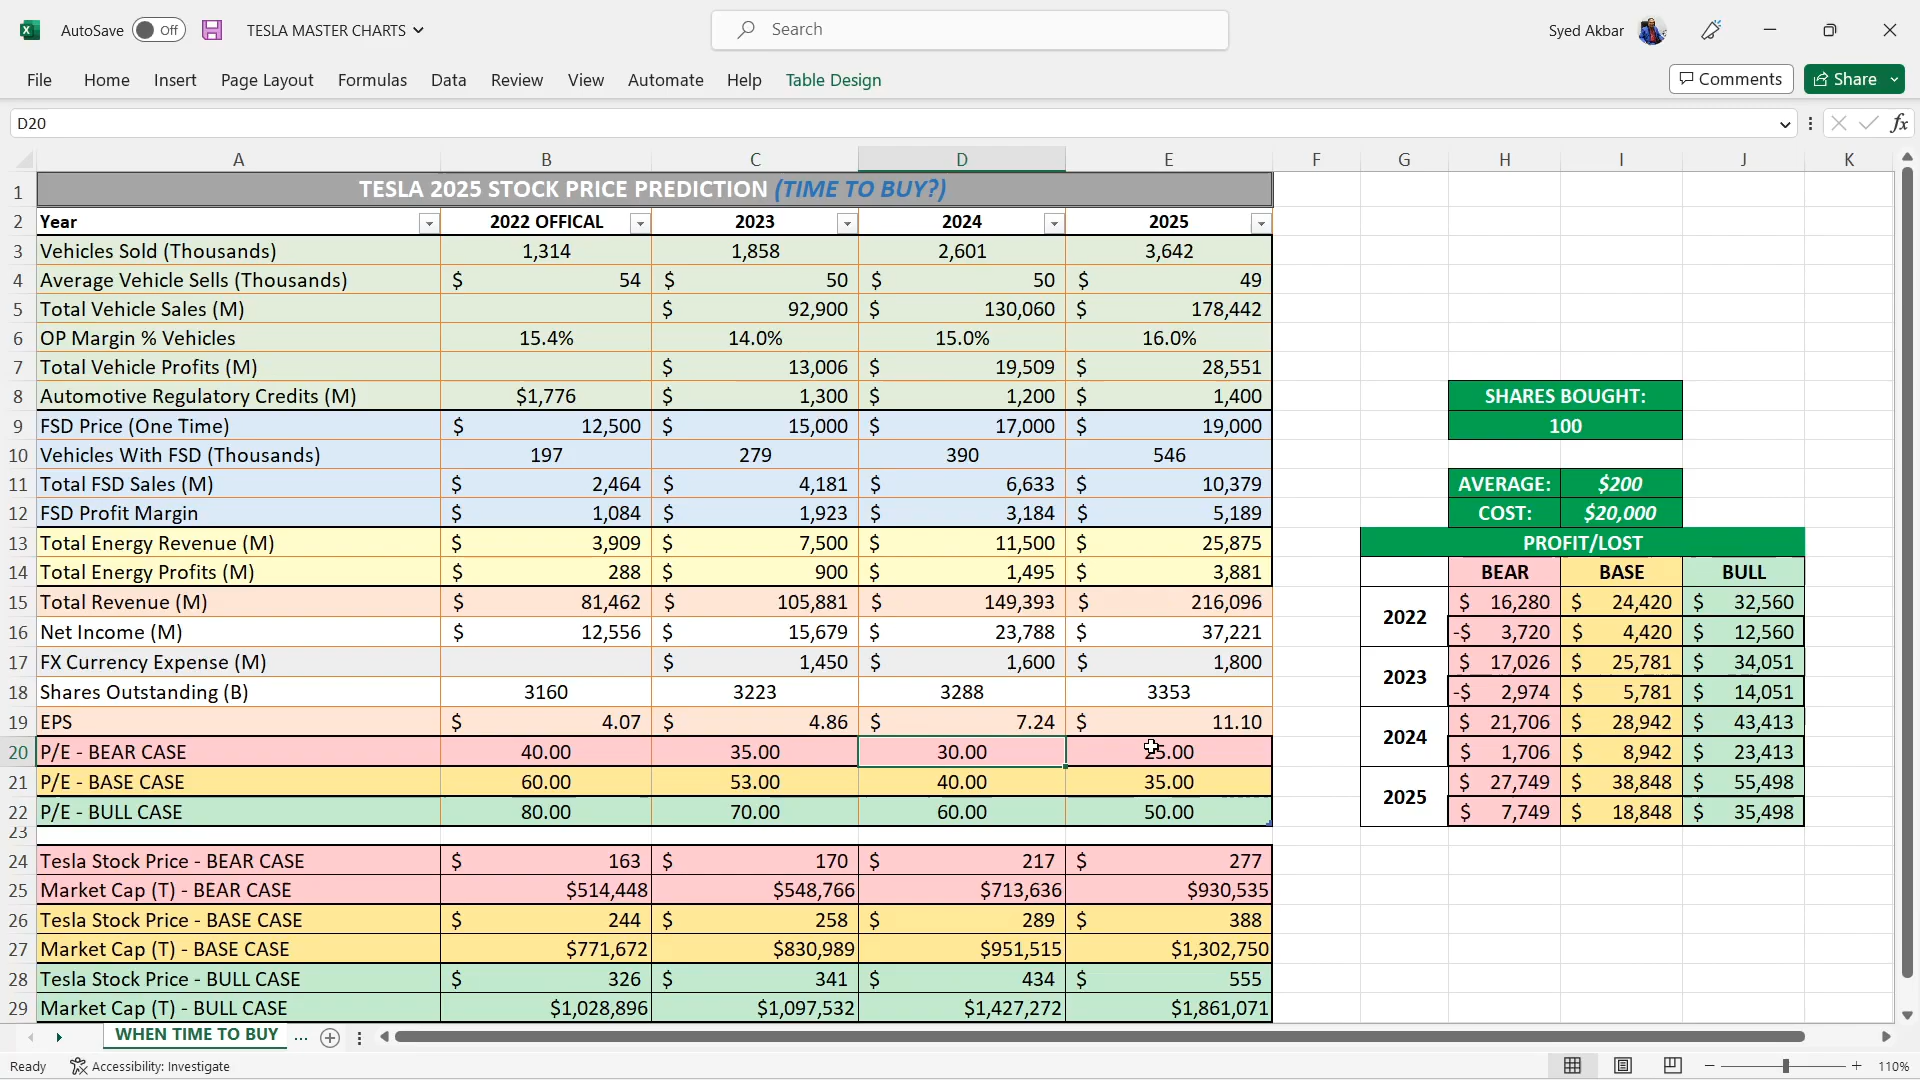 AutoSave Off TESLA MASTER CHARTS Search Syed Akbar
File Home Insert Page Layout Formulas Data Review View Automate Help Table Design Comments Share
D20 fx
A B C D E F G H I J K
1 TESLA 2025 STOCK PRICE PREDICTION (TIME TO BUY?)
2 Year 2022 OFFICAL 2023 2024 2025
3 Vehicles Sold (Thousands) 1,314 1,858 2,601 3,642
4 Average Vehicle Sells (Thousands) $ 54 $ 50 $ 50 $ 49
5 Total Vehicle Sales (M) $ 92,900 $ 130,060 $ 178,442
6 OP Margin % Vehicles 15.4% 14.0% 15.0% 16.0%
7 Total Vehicle Profits (M) $ 13,006 $ 19,509 $ 28,551
8 Automotive Regulatory Credits (M) $1,776 $ 1,300 $ 1,200 $ 1,400 SHARES BOUGHT:
9 FSD Price (One Time) $ 12,500 $ 15,000 $ 17,000 $ 19,000 100
10 Vehicles With FSD (Thousands) 197 279 390 546
11 Total FSD Sales (M) $ 2,464 $ 4,181 $ 6,633 $ 10,379 AVERAGE: $200
12 FSD Profit Margin $ 1,084 $ 1,923 $ 3,184 $ 5,189 COST: $20,000
13 Total Energy Revenue (M) $ 3,909 $ 7,500 $ 11,500 $ 25,875 PROFIT/LOST
14 Total Energy Profits (M) $ 288 $ 900 $ 1,495 $ 3,881 BEAR BASE BULL
15 Total Revenue (M) $ 81,462 $ 105,881 $ 149,393 $ 216,096 2022 $ 16,280 $ 24,420 $ 32,560
16 Net Income (M) $ 12,556 $ 15,679 $ 23,788 $ 37,221 -$ 3,720 $ 4,420 $ 12,560
17 FX Currency Expense (M) $ 1,450 $ 1,600 $ 1,800 2023 $ 17,026 $ 25,781 $ 34,051
18 Shares Outstanding (B) 3160 3223 3288 3353 -$ 2,974 $ 5,781 $ 14,051
19 EPS $ 4.07 $ 4.86 $ 7.24 $ 11.10 2024 $ 21,706 $ 28,942 $ 43,413
20 P/E - BEAR CASE 40.00 35.00 30.00 25.00 $ 1,706 $ 8,942 $ 23,413
21 P/E - BASE CASE 60.00 53.00 40.00 35.00 2025 $ 27,749 $ 38,848 $ 55,498
22 P/E - BULL CASE 80.00 70.00 60.00 50.00 $ 7,749 $ 18,848 $ 35,498
23
24 Tesla Stock Price - BEAR CASE $ 163 $ 170 $ 217 $ 277
25 Market Cap (T) - BEAR CASE $514,448 $548,766 $713,636 $930,535
26 Tesla Stock Price - BASE CASE $ 244 $ 258 $ 289 $ 388
27 Market Cap (T) - BASE CASE $771,672 $830,989 $951,515 $1,302,750
28 Tesla Stock Price - BULL CASE $ 326 $ 341 $ 434 $ 555
29 Market Cap (T) - BULL CASE $1,028,896 $1,097,532 $1,427,272 $1,861,071
WHEN TIME TO BUY ...
Ready Accessibility: Investigate 110%